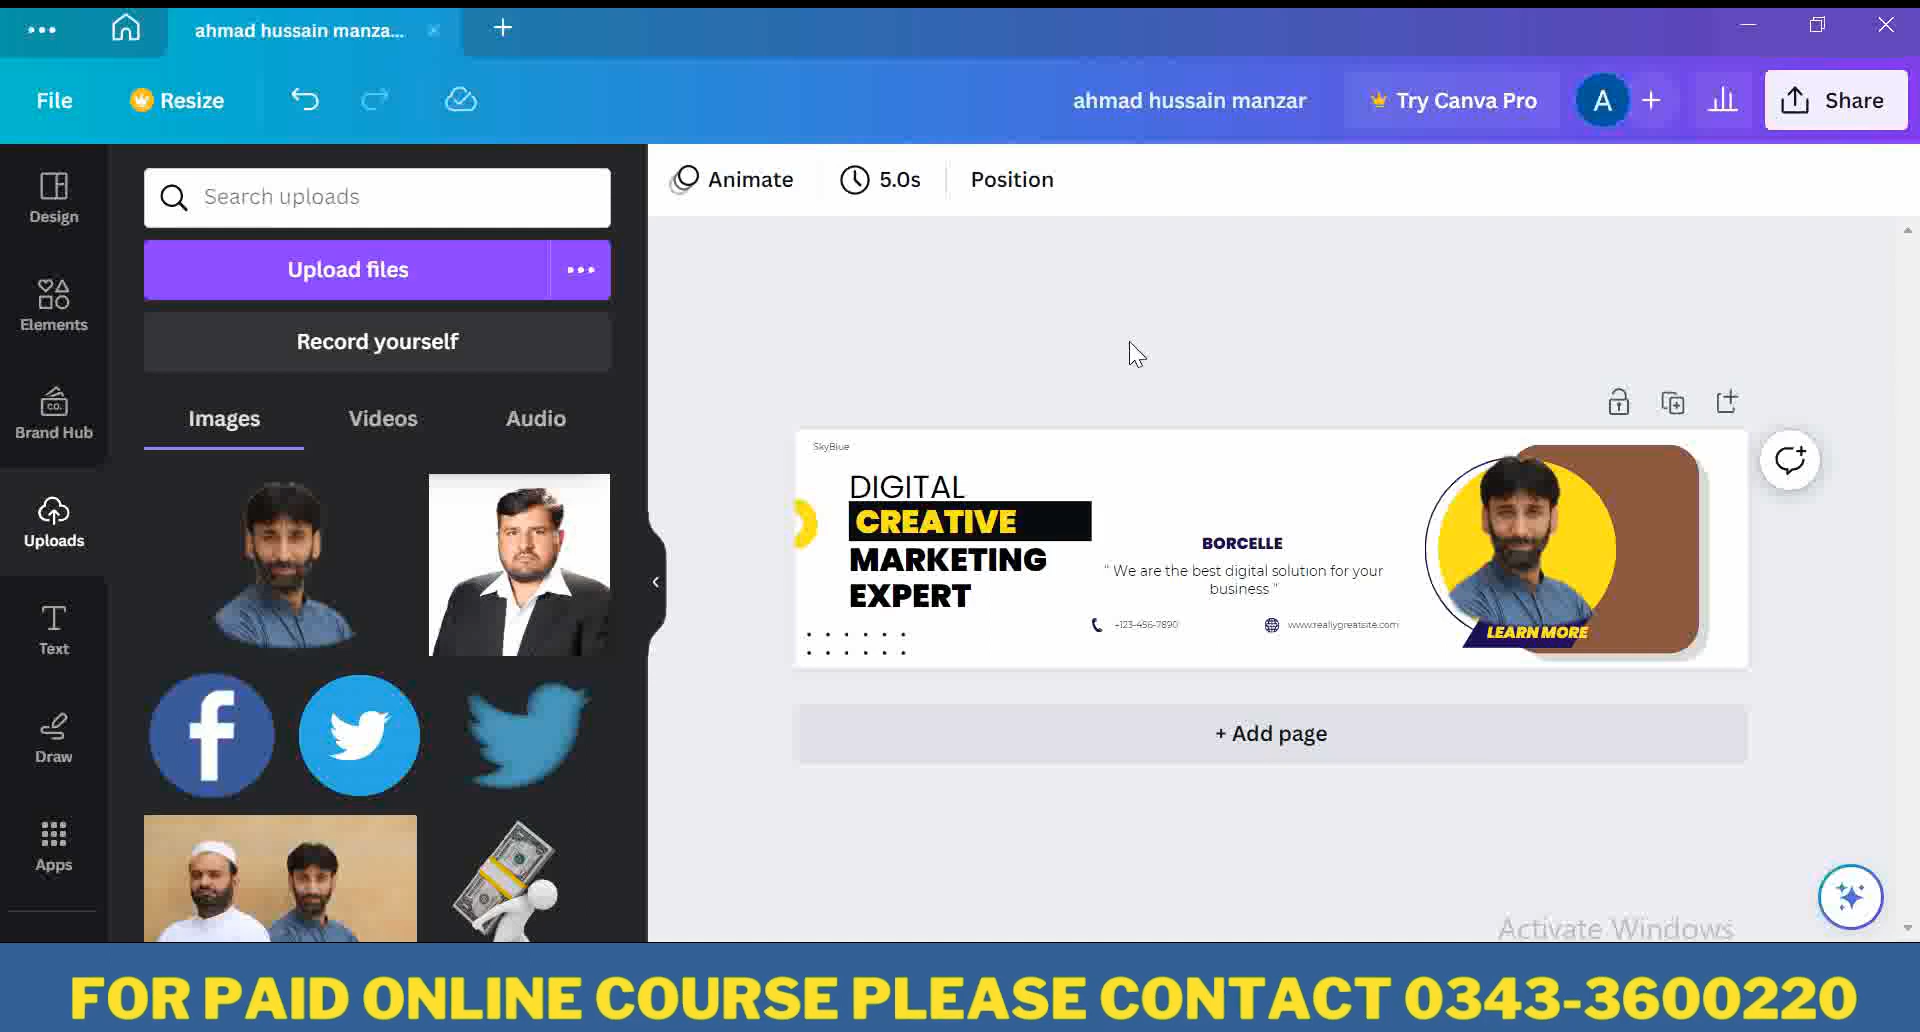 ahmad hussain manza...
File
Resize
ahmad hussain manzar
Try Canva Pro
A
Share
Design
Elements
CO.
Brand Hub
Uploads
Text
Draw
Apps
Search uploads
Upload files
Record yourself
Images
Videos
Audio
Animate
5.0s
Position
SkyBlue
DIGITAL
CREATIVE
MARKETING
EXPERT
BORCELLE
" We are the best digital solution for your
business "
+123-456-7890
www.reallygreatsite.com
LEARN MORE
+ Add page
Activate Windows
FOR PAID ONLINE COURSE PLEASE CONTACT 0343-3600220